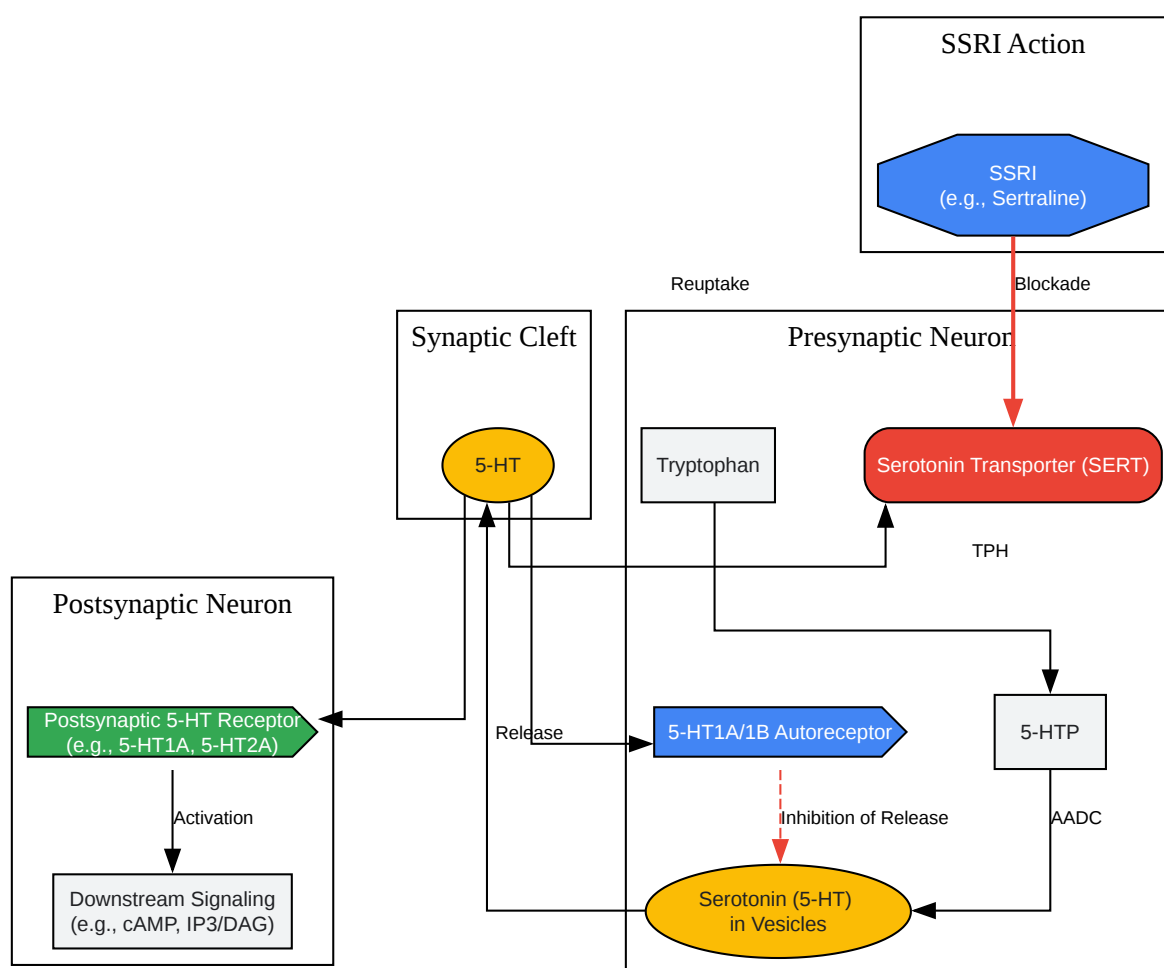 SSRI Action
SSRI
(e.g., Sertraline)
Reuptake
Blockade
Synaptic Cleft
Presynaptic Neuron
5-HT
Tryptophan
Serotonin Transporter (SERT)
TPH
Postsynaptic Neuron
Postsynaptic 5-HT Receptor
(e.g., 5-HT1A, 5-HT2A)
Release
5-HT1A/1B Autoreceptor
5-HTP
Activation
Inhibition of Release
AADC
Downstream Signaling
(e.g., cAMP, IP3/DAG)
Serotonin (5-HT)
in Vesicles